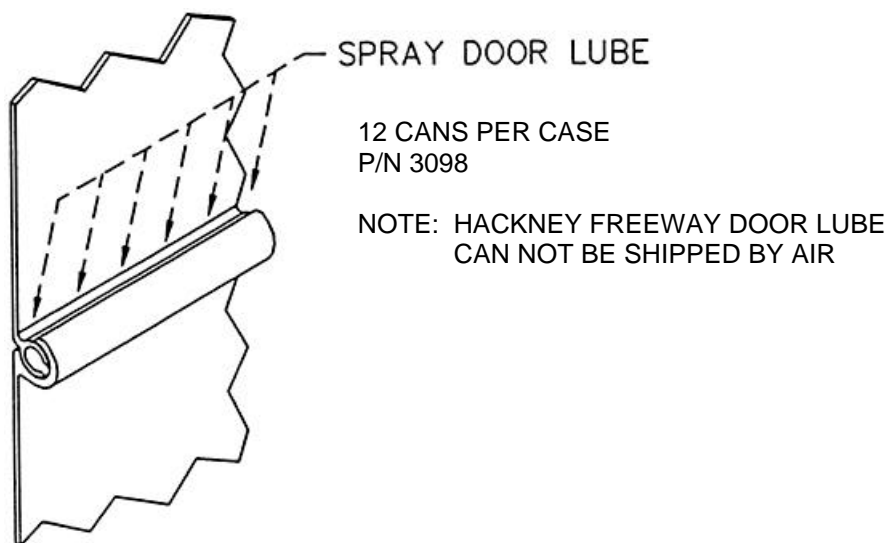 SPRAY DOOR LUBE
12 CANS PER CASE
P/N 3098
NOTE: HACKNEY FREEWAY DOOR LUBE
CAN NOT BE SHIPPED BY AIR